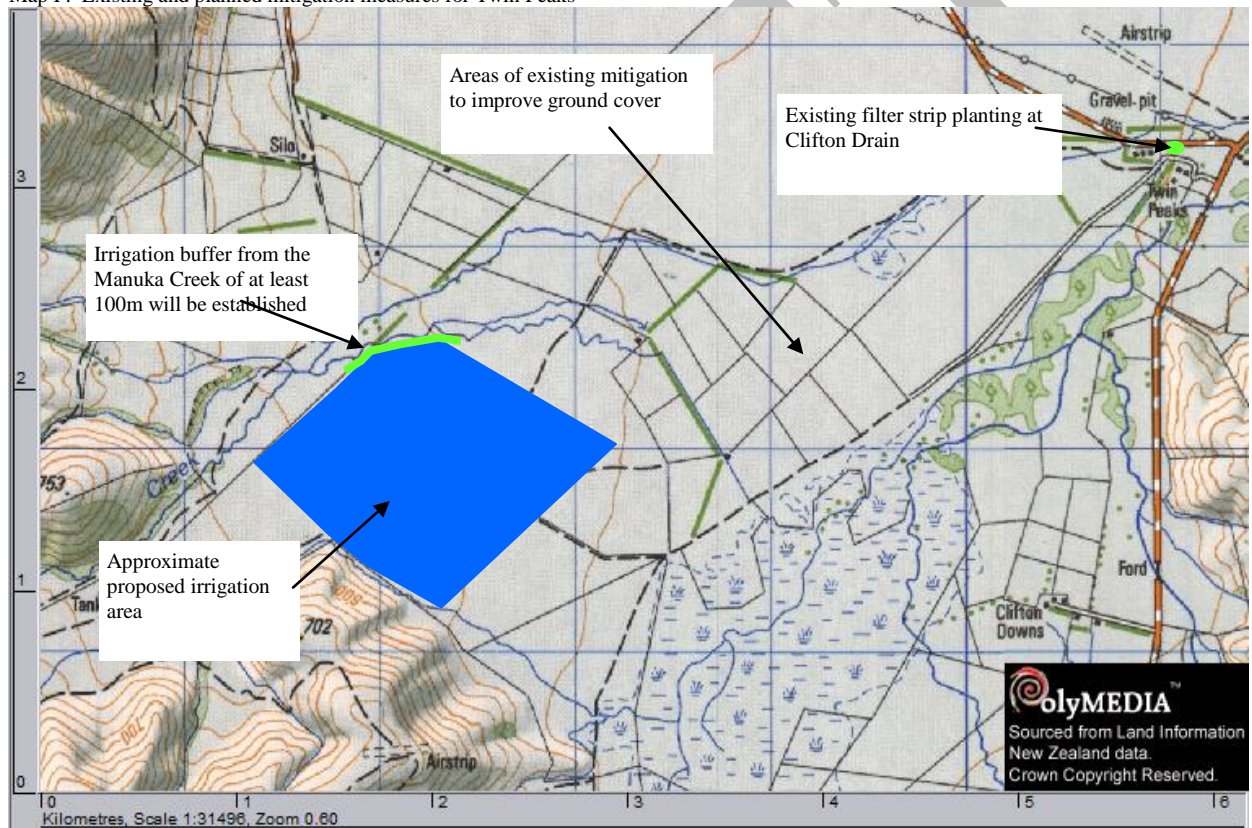 Map 14 Existing and planned mitigation measures for Twin Peaks
Airstrip
Areas of existing mitigation
to improve ground cover
Gravel-pit
Existing filter strip planting at
Clifton Drain
Silo
3
Twin
Peaks
Irrigation buffer from the
Manuka Creek of at least
100m will be established
2
753
Creek
Approximate
proposed irrigation
area
1
Tank
600
702
Ford
Clifton
Downs
700
Airstrip
PolyMEDIA™
Sourced from Land Information
New Zealand data.
Crown Copyright Reserved.
0
0 1 2 3 4 5 6
Kilometres, Scale 1:31496, Zoom 0.60